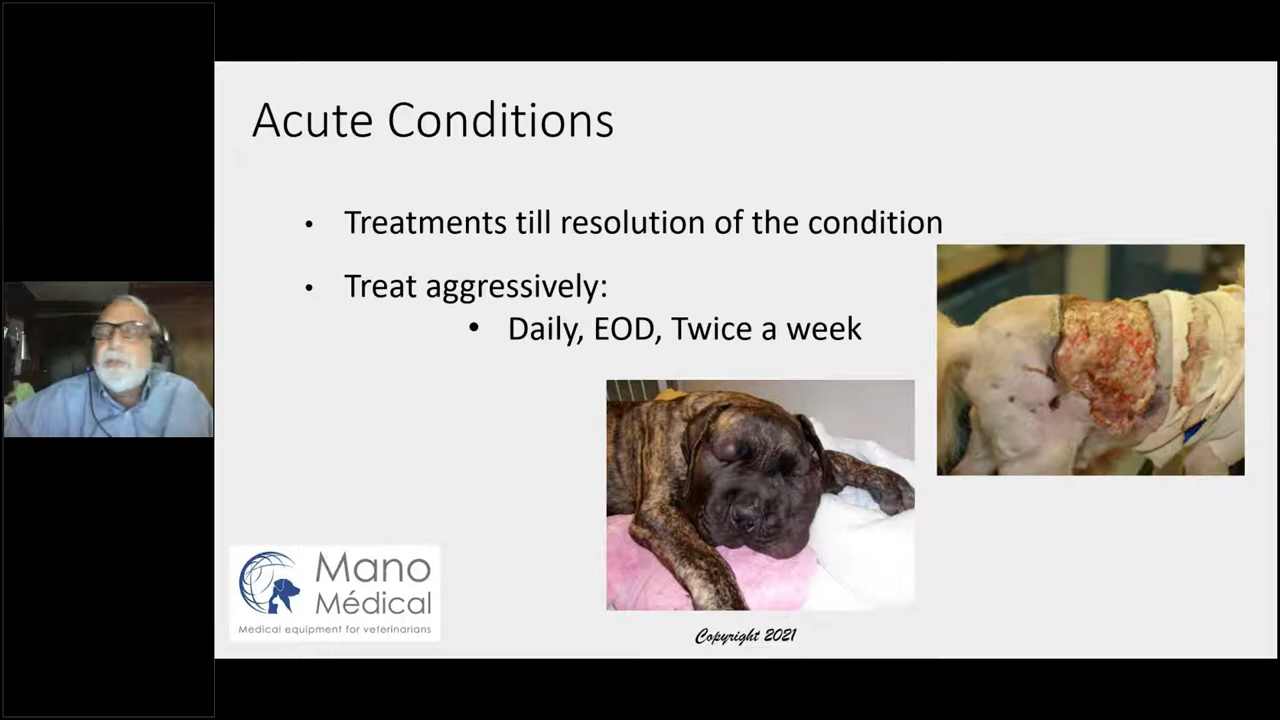 Acute Conditions
• Treatments till resolution of the condition
• Treat aggressively:
• Daily, EOD, Twice a week
Mano
Médical
Medical equipment for veterinarians
Copyright 2021